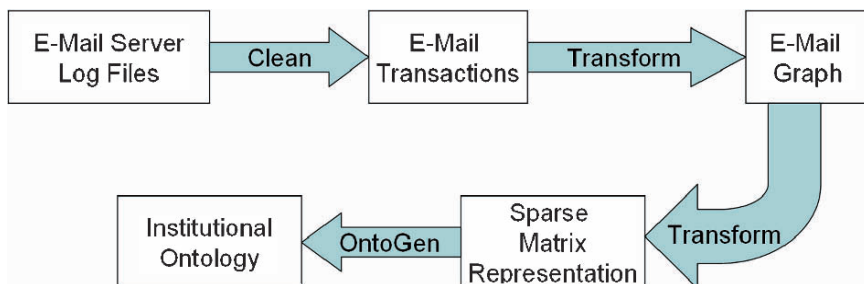 E-Mail Server
Log Files
Clean
E-Mail
Transactions
Transform
E-Mail
Graph
Transform
Sparse
Matrix
Representation
OntoGen
Institutional
Ontology